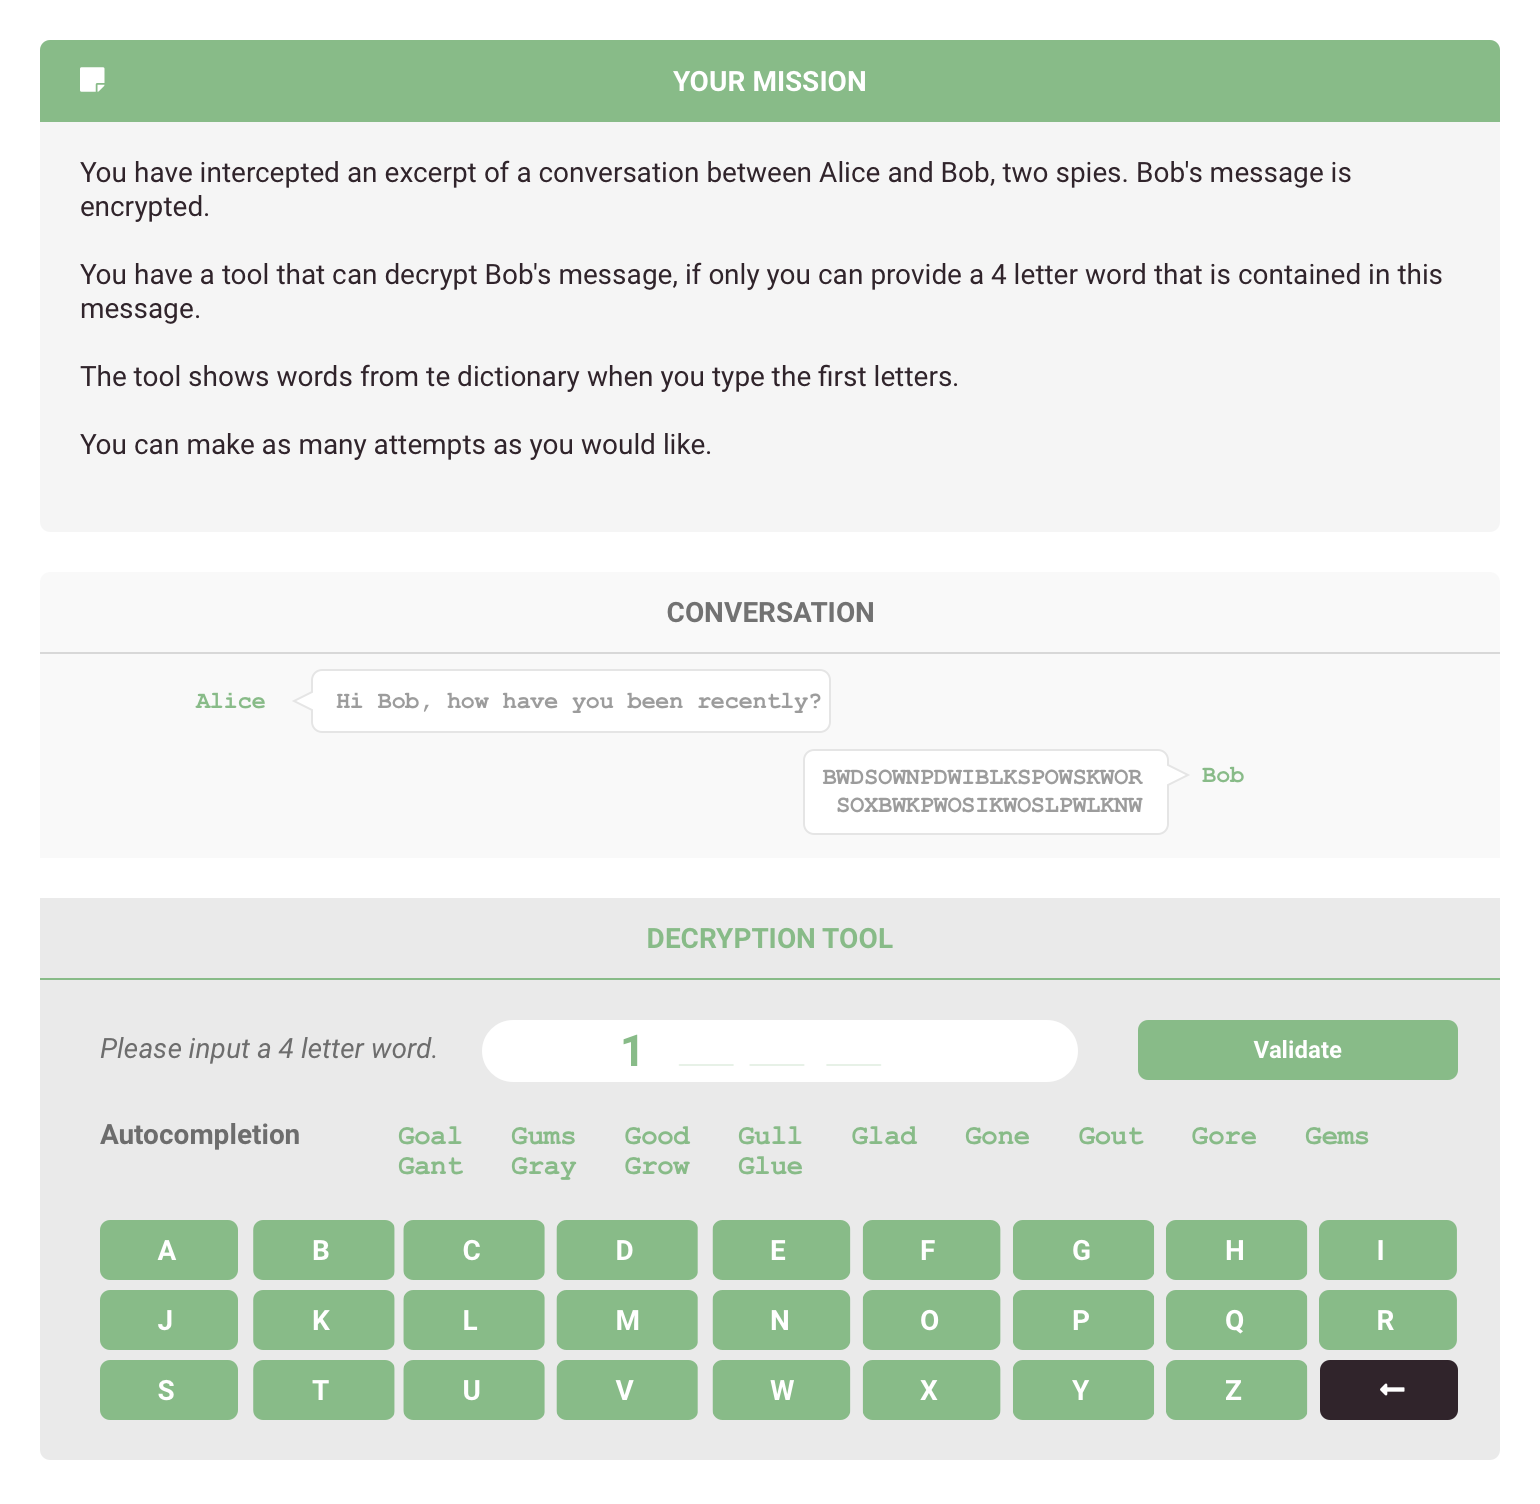 YOUR MISSION
You have intercepted an excerpt of a conversation between Alice and Bob, two spies. Bob's message is
encrypted.
You have a tool that can decrypt Bob's message, if only you can provide a 4 letter word that is contained in this
message.
The tool shows words from te dictionary when you type the first letters.
You can make as many attempts as you would like.
CONVERSATION
Alice Hi Bob, how have you been recently?
BWDSOWNPDWIBLKSPOWSKWOR Bob
SOXBWKPWOSIKWOSLPWLKNW
DECRYPTION TOOL
Please input a 4 letter word. 1 Validate
Autocompletion Goal Gums Good Gull Glad Gone Gout Gore Gems
Gant Gray Grow Glue
A B C D E F G H I
J K L M N O P Q R
S T U V W X Y Z ←